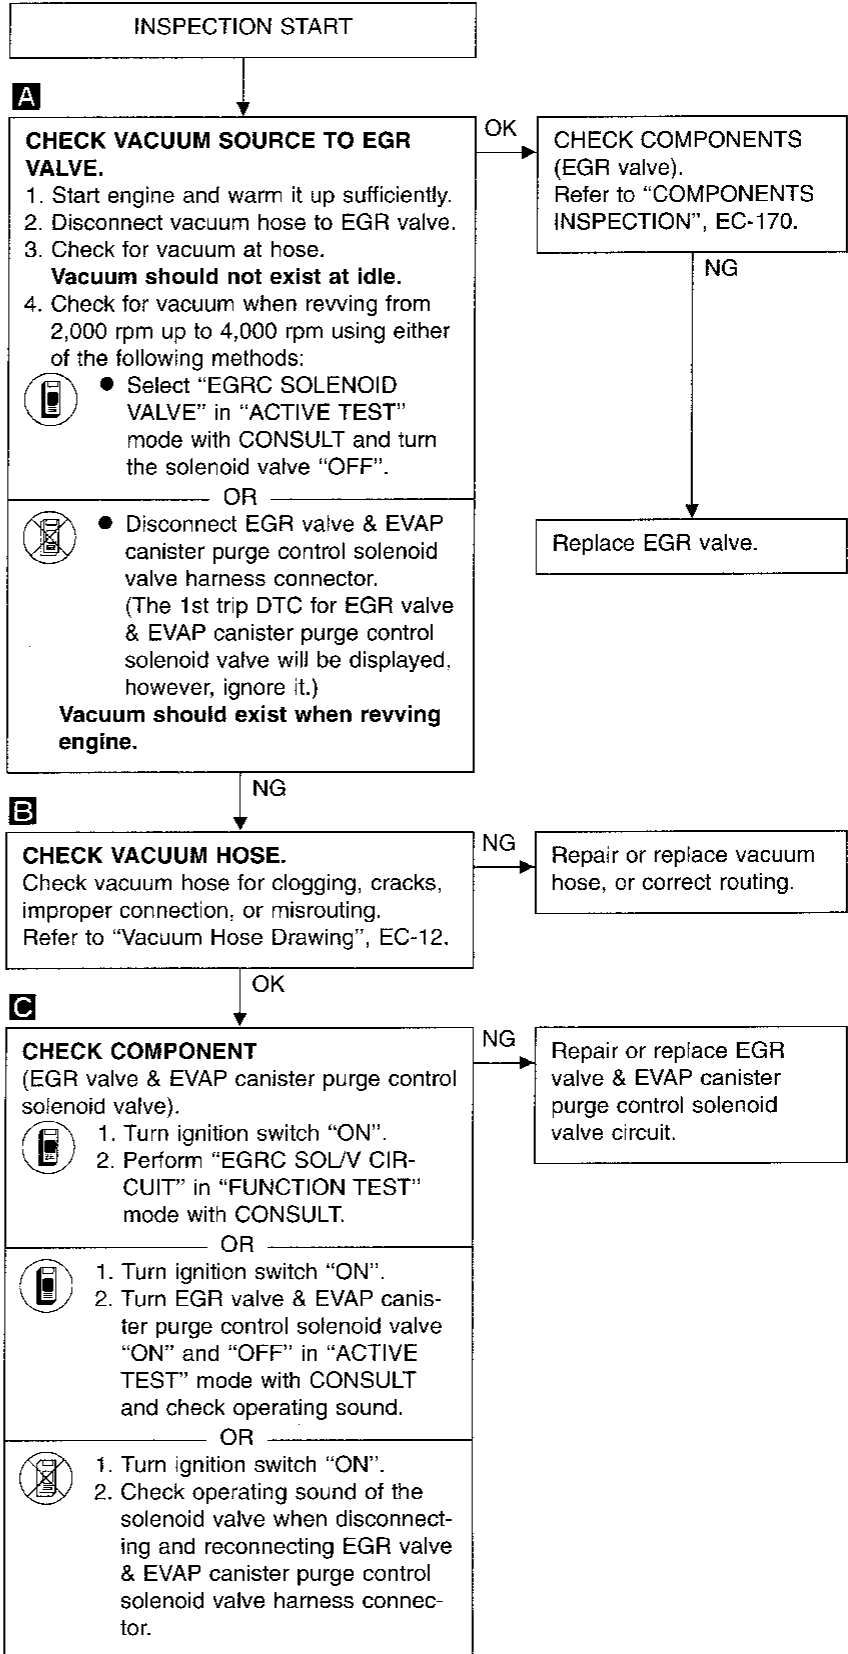 INSPECTION START
A
CHECK VACUUM SOURCE TO EGR
VALVE.
1. Start engine and warm it up sufficiently.
2. Disconnect vacuum hose to EGR valve.
3. Check for vacuum at hose.
Vacuum should not exist at idle.
4. Check for vacuum when revving from
2,000 rpm up to 4,000 rpm using either
of the following methods:
● Select “EGRC SOLENOID
VALVE” in “ACTIVE TEST”
mode with CONSULT and turn
the solenoid valve “OFF”.
OR
● Disconnect EGR valve & EVAP
canister purge control solenoid
valve harness connector.
(The 1st trip DTC for EGR valve
& EVAP canister purge control
solenoid valve will be displayed,
however, ignore it.)
Vacuum should exist when revving
engine.
OK
CHECK COMPONENTS
(EGR valve).
Refer to “COMPONENTS
INSPECTION”, EC-170.
NG
Replace EGR valve.
NG
B
CHECK VACUUM HOSE.
Check vacuum hose for clogging, cracks,
improper connection, or misrouting.
Refer to “Vacuum Hose Drawing”, EC-12.
NG
Repair or replace vacuum
hose, or correct routing.
OK
C
CHECK COMPONENT
(EGR valve & EVAP canister purge control
solenoid valve).
1. Turn ignition switch “ON”.
2. Perform “EGRC SOL/V CIR-
CUIT” in “FUNCTION TEST”
mode with CONSULT.
OR
1. Turn ignition switch “ON”.
2. Turn EGR valve & EVAP canis-
ter purge control solenoid valve
“ON” and “OFF” in “ACTIVE
TEST” mode with CONSULT
and check operating sound.
OR
1. Turn ignition switch “ON”.
2. Check operating sound of the
solenoid valve when disconnect-
ing and reconnecting EGR valve
& EVAP canister purge control
solenoid valve harness connec-
tor.
NG
Repair or replace EGR
valve & EVAP canister
purge control solenoid
valve circuit.